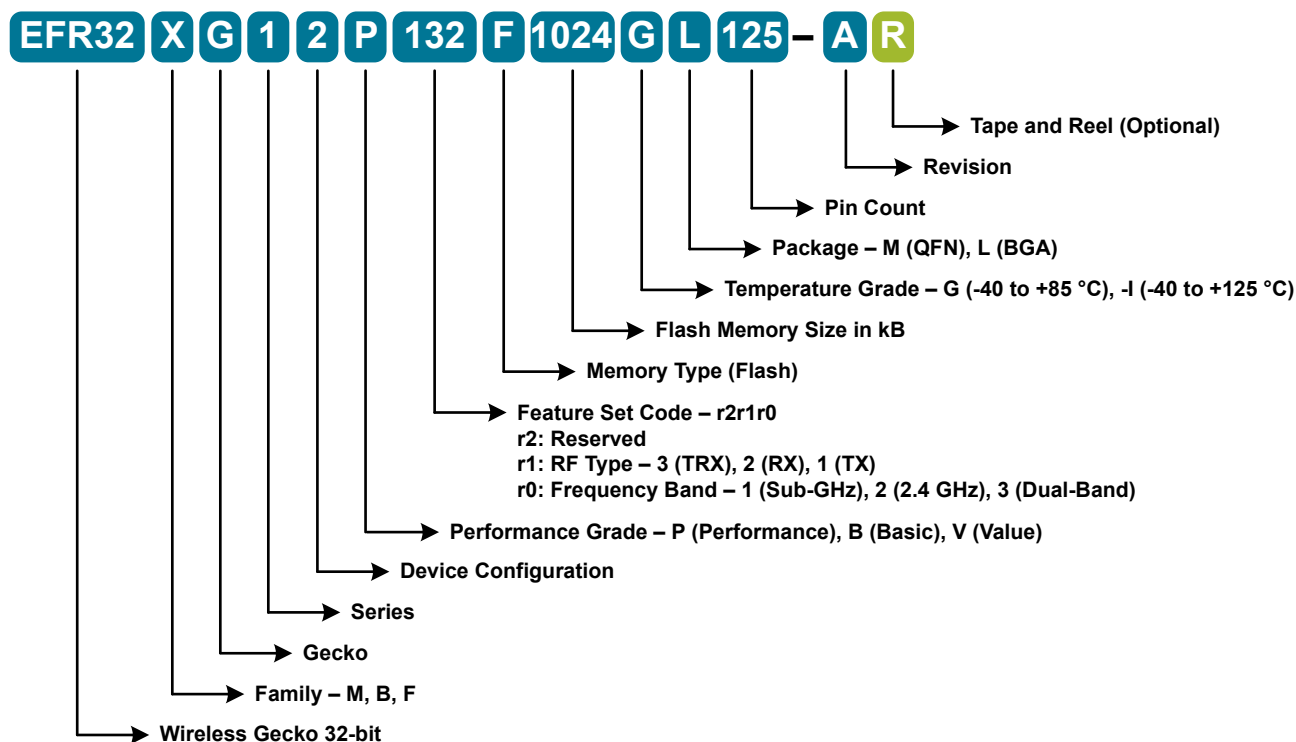 EFR32 X G 1 2 P 132 F 1024 G L 125 – A R
Tape and Reel (Optional)
Revision
Pin Count
Package – M (QFN), L (BGA)
Temperature Grade – G (-40 to +85 °C), -I (-40 to +125 °C)
Flash Memory Size in kB
Memory Type (Flash)
Feature Set Code – r2r1r0
r2: Reserved
r1: RF Type – 3 (TRX), 2 (RX), 1 (TX)
r0: Frequency Band – 1 (Sub-GHz), 2 (2.4 GHz), 3 (Dual-Band)
Performance Grade – P (Performance), B (Basic), V (Value)
Device Configuration
Series
Gecko
Family – M, B, F
Wireless Gecko 32-bit